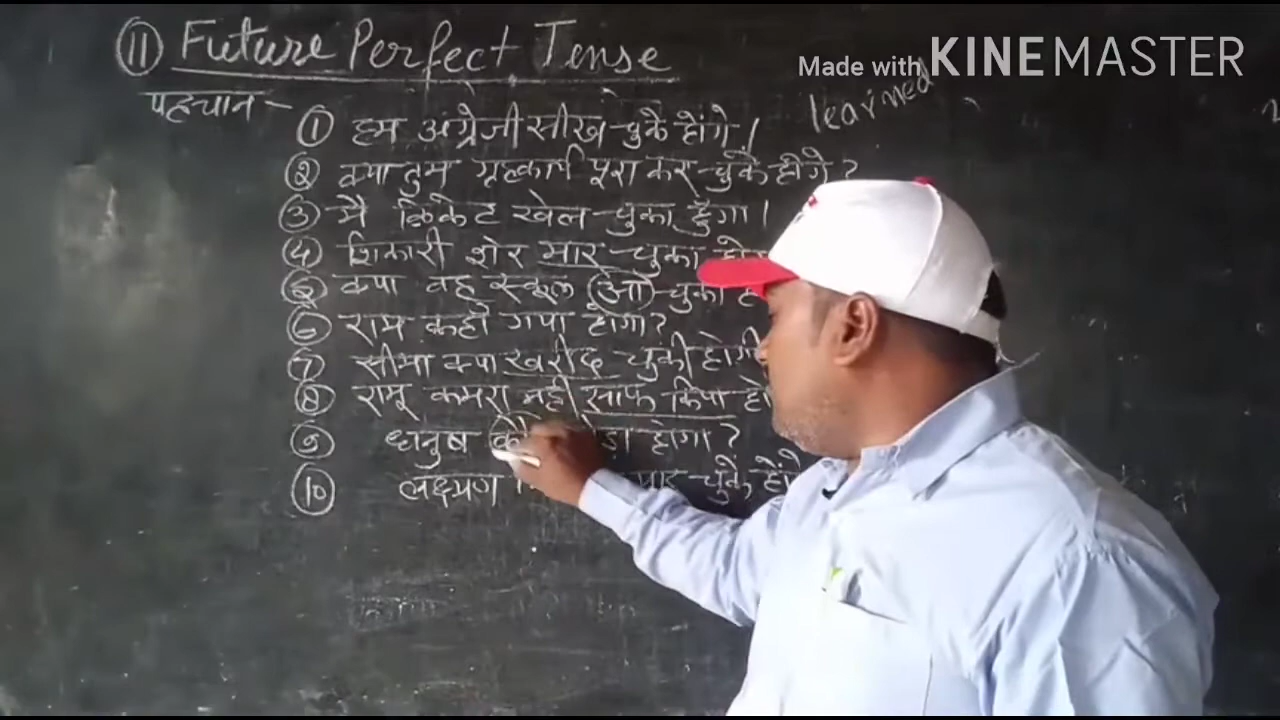 ⑪ Future Perfect Tense
Made with KINEMASTER
learned
पहचान —
① हम अंग्रेजी सीख चुके होंगे।
② क्या तुम गृहकार्य पूरा कर चुके होंगे ?
③ मै क्रिकेट खेल चुका हूँगा।
④ शिकारी शेर मार चुका
⑤ क्या वह स्कूल आ चुका
⑥ राम कहाँ गया होगा?
⑦ सीमा क्या खरीद चुकी होगी
⑧ रामू कमरा नही साफ किया
⑨ धनुष होगा?
⑩ लक्ष्मण चुके होंगे